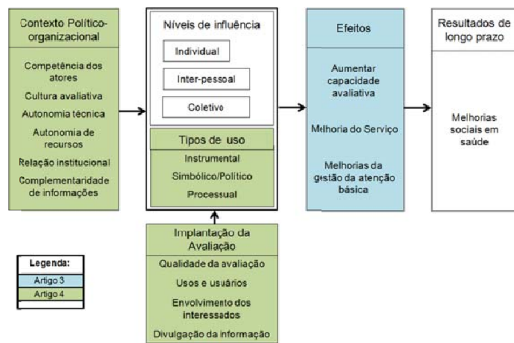 Contexto Político-
organizacional
Competência dos
atores
Cultura avaliativa
Autonomia técnica
Autonomia de
recursos
Relação institucional
Complementaridade
de informações
Níveis de influência
Individual
Inter-pessoal
Coletivo
Tipos de uso
Instrumental
Simbólico/Político
Processual
Implantação da
Avaliação
Qualidade da avaliação
Usos e usuários
Envolvimento dos
interessados
Divulgação da informação
Efeitos
Aumentar
capacidade
avaliativa
Melhoria do Serviço
Melhorias da
gestão da atenção
básica
Resultados de
longo prazo
Melhorias
sociais em
saúde
Legenda:
Artigo 3
Artigo 4